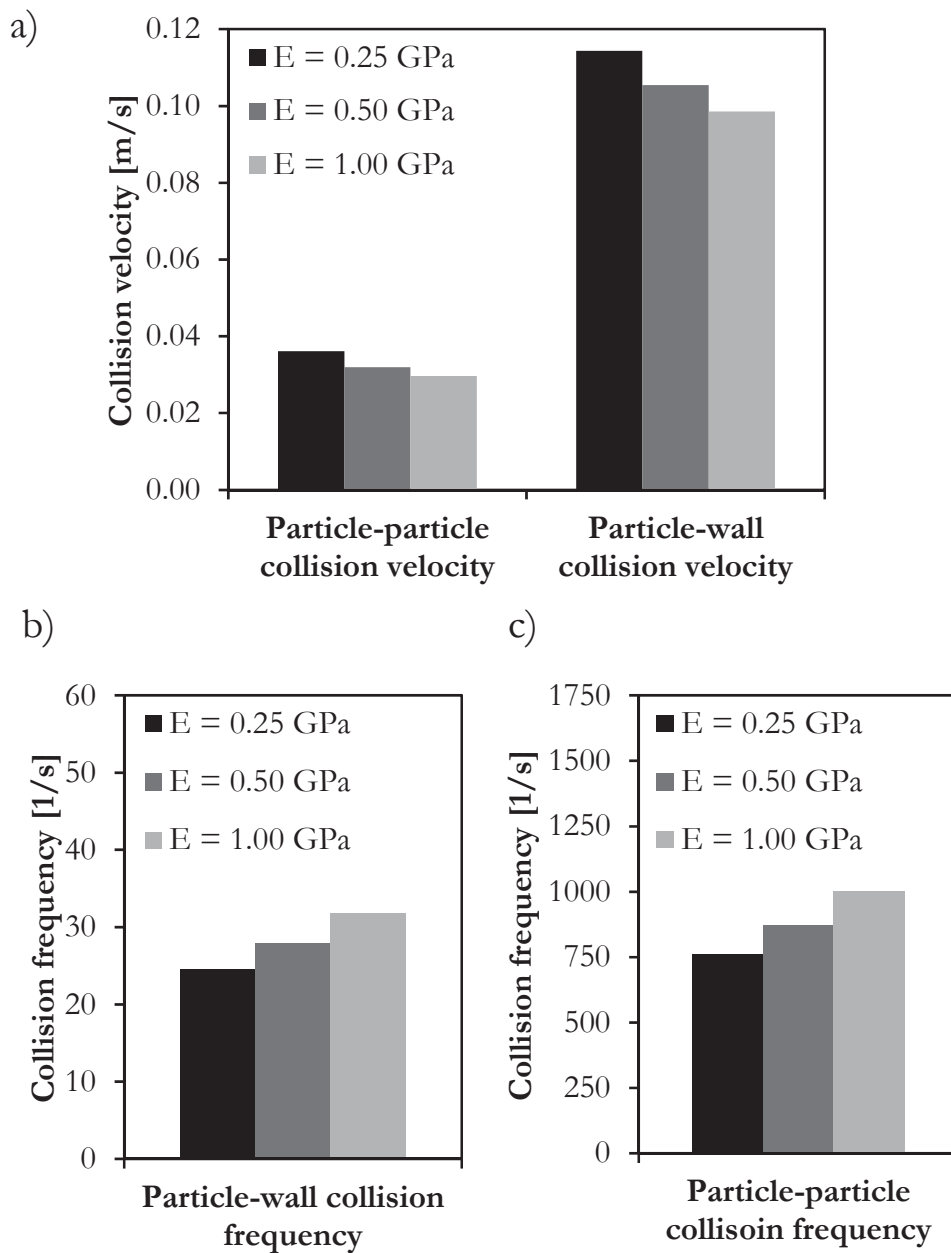 a)
Collision velocity [m/s]
0.12
0.10
0.08
0.06
0.04
0.02
0.00
E = 0.25 GPa
E = 0.50 GPa
E = 1.00 GPa
Particle-particle
collision velocity
Particle-wall
collision velocity
b)
Collision frequency [1/s]
60
50
40
30
20
10
0
E = 0.25 GPa
E = 0.50 GPa
E = 1.00 GPa
Particle-wall collision
frequency
c)
Collision frequency [1/s]
1750
1500
1250
1000
750
500
250
0
E = 0.25 GPa
E = 0.50 GPa
E = 1.00 GPa
Particle-particle
collisoin frequency